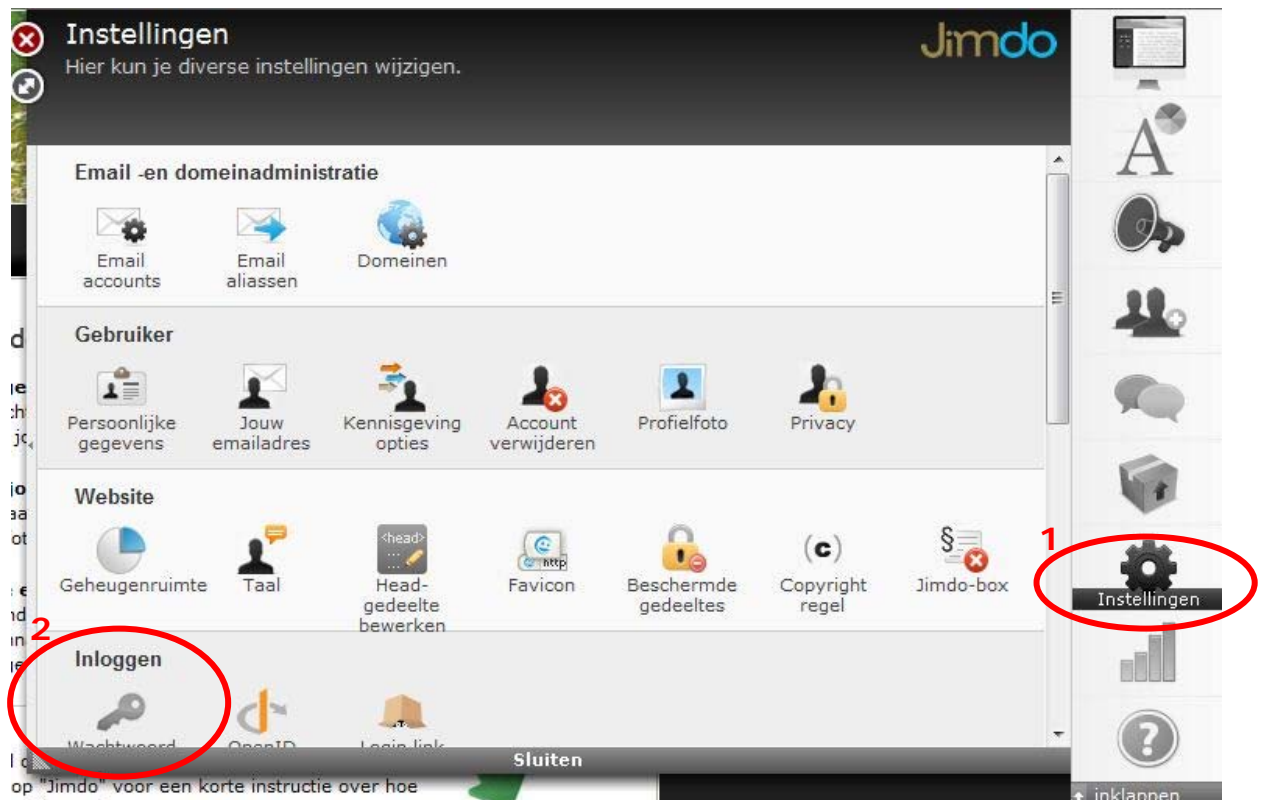 Instellingen
Jimdo
Hier kun je diverse instellingen wijzigen.
Email -en domeinadministratie
Email accounts
Email aliassen
Domeinen
Gebruiker
Persoonlijke gegevens
Jouw emailadres
Kennisgeving opties
Account verwijderen
Profielfoto
Privacy
Website
<head>
http
§
(c)
Geheugenruimte
Taal
Head-
gedeelte
bewerken
Favicon
Beschermde gedeeltes
Copyright regel
Jimdo-box
1
Instellingen
2
Inloggen
Wachtwoord
OpenID
Login link
Sluiten
op "Jimdo" voor een korte instructie over hoe
inklappen